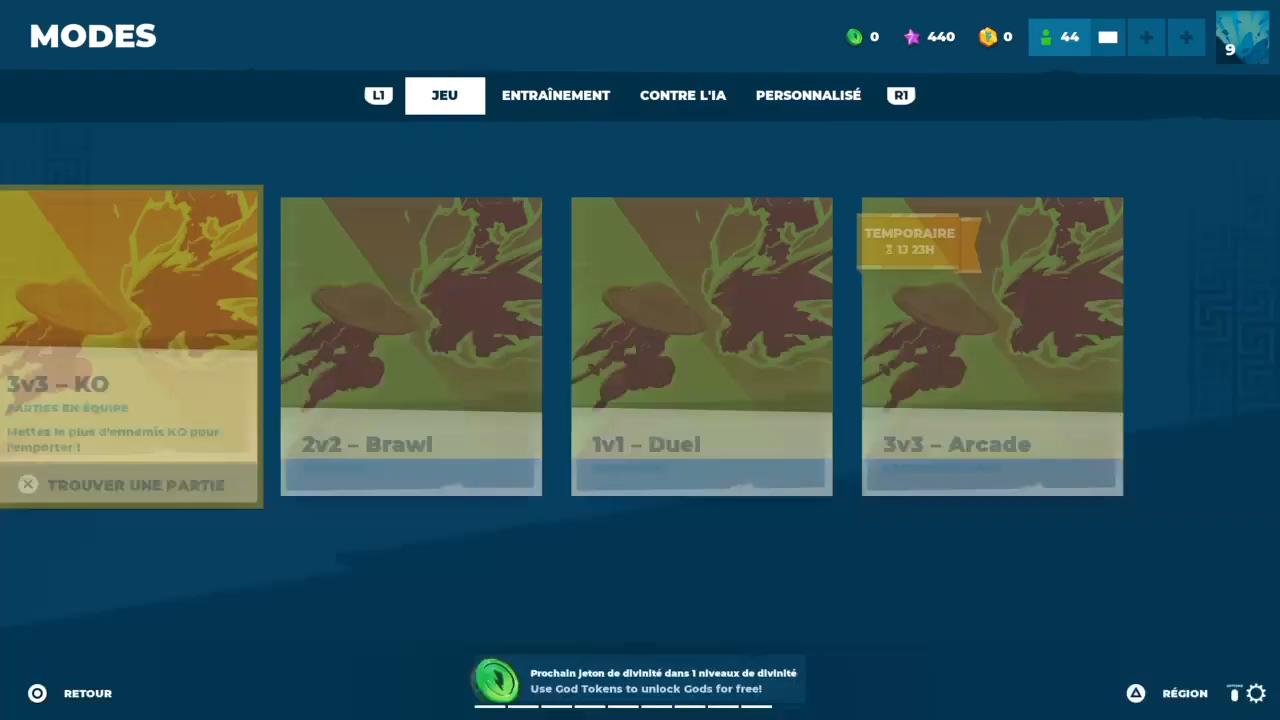 MODES
0
440
0
44
9
L1
JEU
ENTRAÎNEMENT
CONTRE L'IA
PERSONNALISÉ
R1
3v3 – KO
PARTIES EN ÉQUIPE
Mettez le plus d'ennemis KO pour
l'emporter !
TROUVER UNE PARTIE
2v2 – Brawl
1v1 – Duel
TEMPORAIRE
1J 23H
3v3 – Arcade
Prochain jeton de divinité dans 1 niveaux de divinité
Use God Tokens to unlock Gods for free!
RETOUR
RÉGION